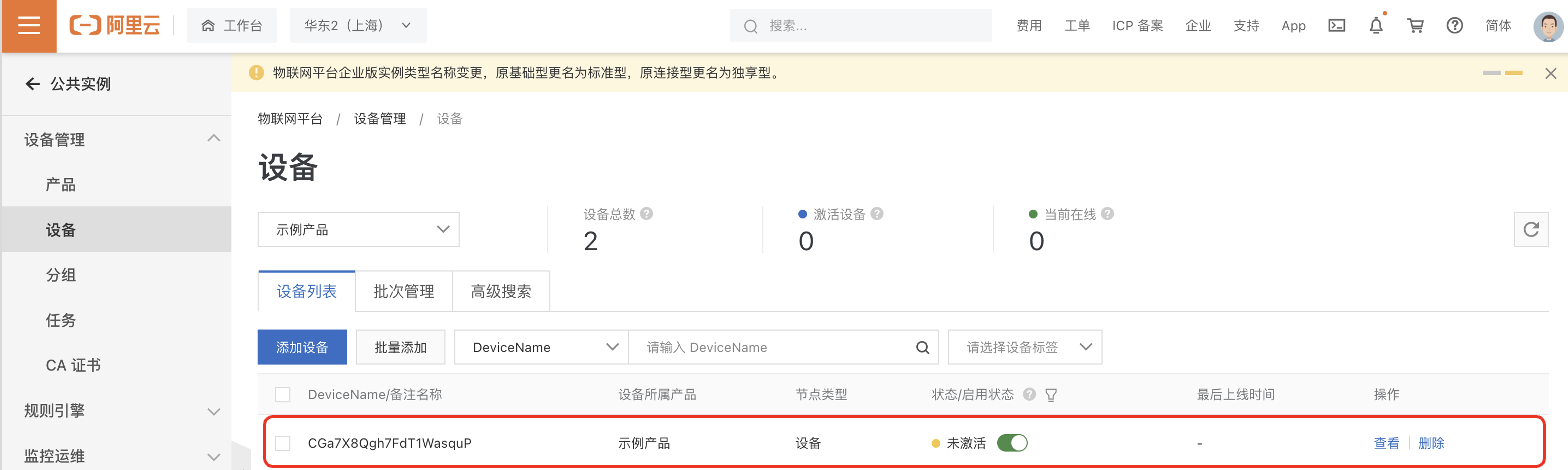 阿里云 工作台 华东2（上海） 搜索... 费用 工单 ICP 备案 企业 支持 App 简体
公共实例
物联网平台企业版实例类型名称变更，原基础型更名为标准型，原连接型更名为独享型。
设备管理
产品
设备
分组
任务
CA 证书
规则引擎
监控运维
物联网平台 / 设备管理 / 设备
设备
示例产品
设备总数
2
激活设备
0
当前在线
0
设备列表 批次管理 高级搜索
添加设备 批量添加 DeviceName 请输入 DeviceName 请选择设备标签
DeviceName/备注名称 设备所属产品 节点类型 状态/启用状态 最后上线时间 操作
CGa7X8Qgh7FdT1WasquP 示例产品 设备 未激活 - 查看 删除